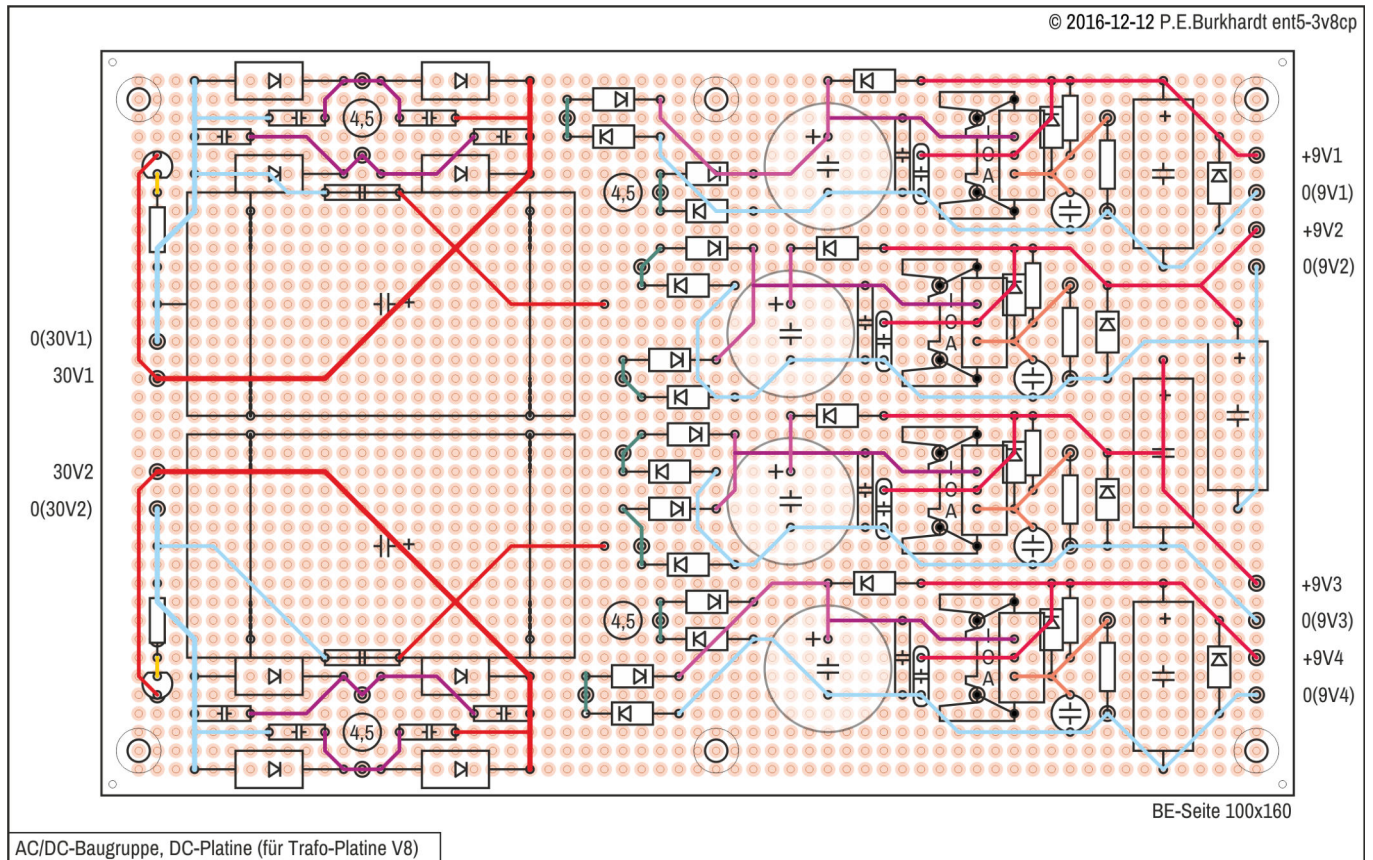 © 2016-12-12 P.E.Burkhardt ent5-3v8cp
4,5
+
I
O
A
+
+9V1
0(9V1)
4,5
+9V2
0(9V2)
+
I
O
A
+
+
0(30V1)
30V1
+
30V2
0(30V2)
+
+
I
O
A
+
+9V3
0(9V3)
4,5
+
I
O
A
+
+9V4
0(9V4)
4,5
BE-Seite 100x160
AC/DC-Baugruppe, DC-Platine (für Trafo-Platine V8)